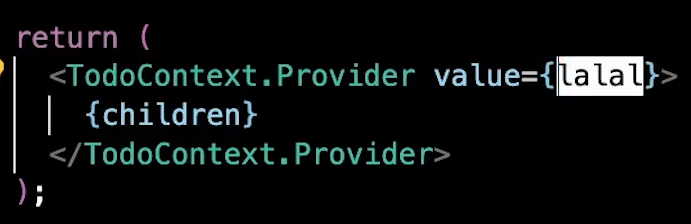 return (
<TodoContext.Provider value={lalal}>
{children}
</TodoContext.Provider>
);